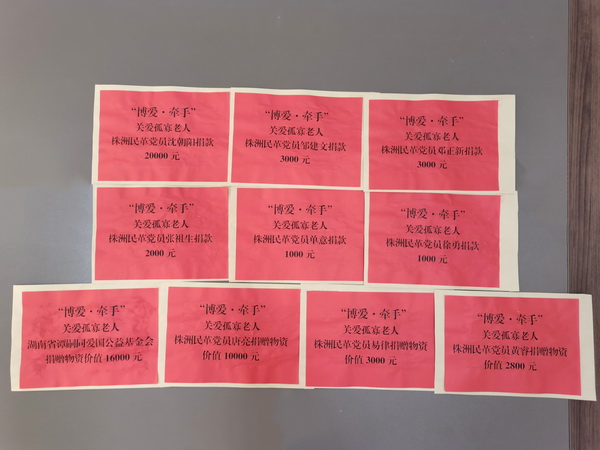 “博爱·牵手”
关爱孤寡老人
株洲民革党员沈朝阳捐款
20000 元
“博爱·牵手”
关爱孤寡老人
株洲民革党员邹建文捐款
3000 元
“博爱·牵手”
关爱孤寡老人
株洲民革党员邓正新捐款
3000 元
“博爱·牵手”
关爱孤寡老人
株洲民革党员张祖生捐款
2000 元
“博爱·牵手”
关爱孤寡老人
株洲民革党员单意捐款
1000 元
“博爱·牵手”
关爱孤寡老人
株洲民革党员徐勇捐款
1000 元
“博爱·牵手”
关爱孤寡老人
湖南省谭嗣同爱国公益基金会
捐赠物资价值 16000 元
“博爱·牵手”
关爱孤寡老人
株洲民革党员唐亮捐赠物资
价值 10000 元
“博爱·牵手”
关爱孤寡老人
株洲民革党员易律捐赠物资
价值 3000 元
“博爱·牵手”
关爱孤寡老人
株洲民革党员黄睿捐赠物资
价值 2800 元